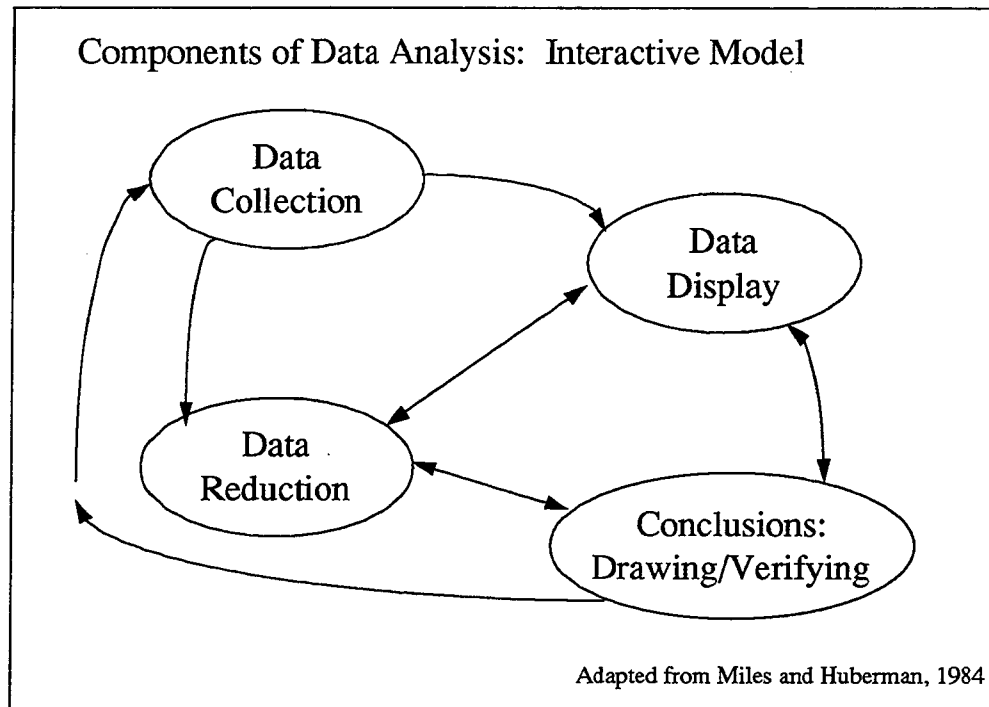 Components of Data Analysis: Interactive Model
Data
Collection
Data
Display
Data
Reduction
Conclusions:
Drawing/Verifying
Adapted from Miles and Huberman, 1984